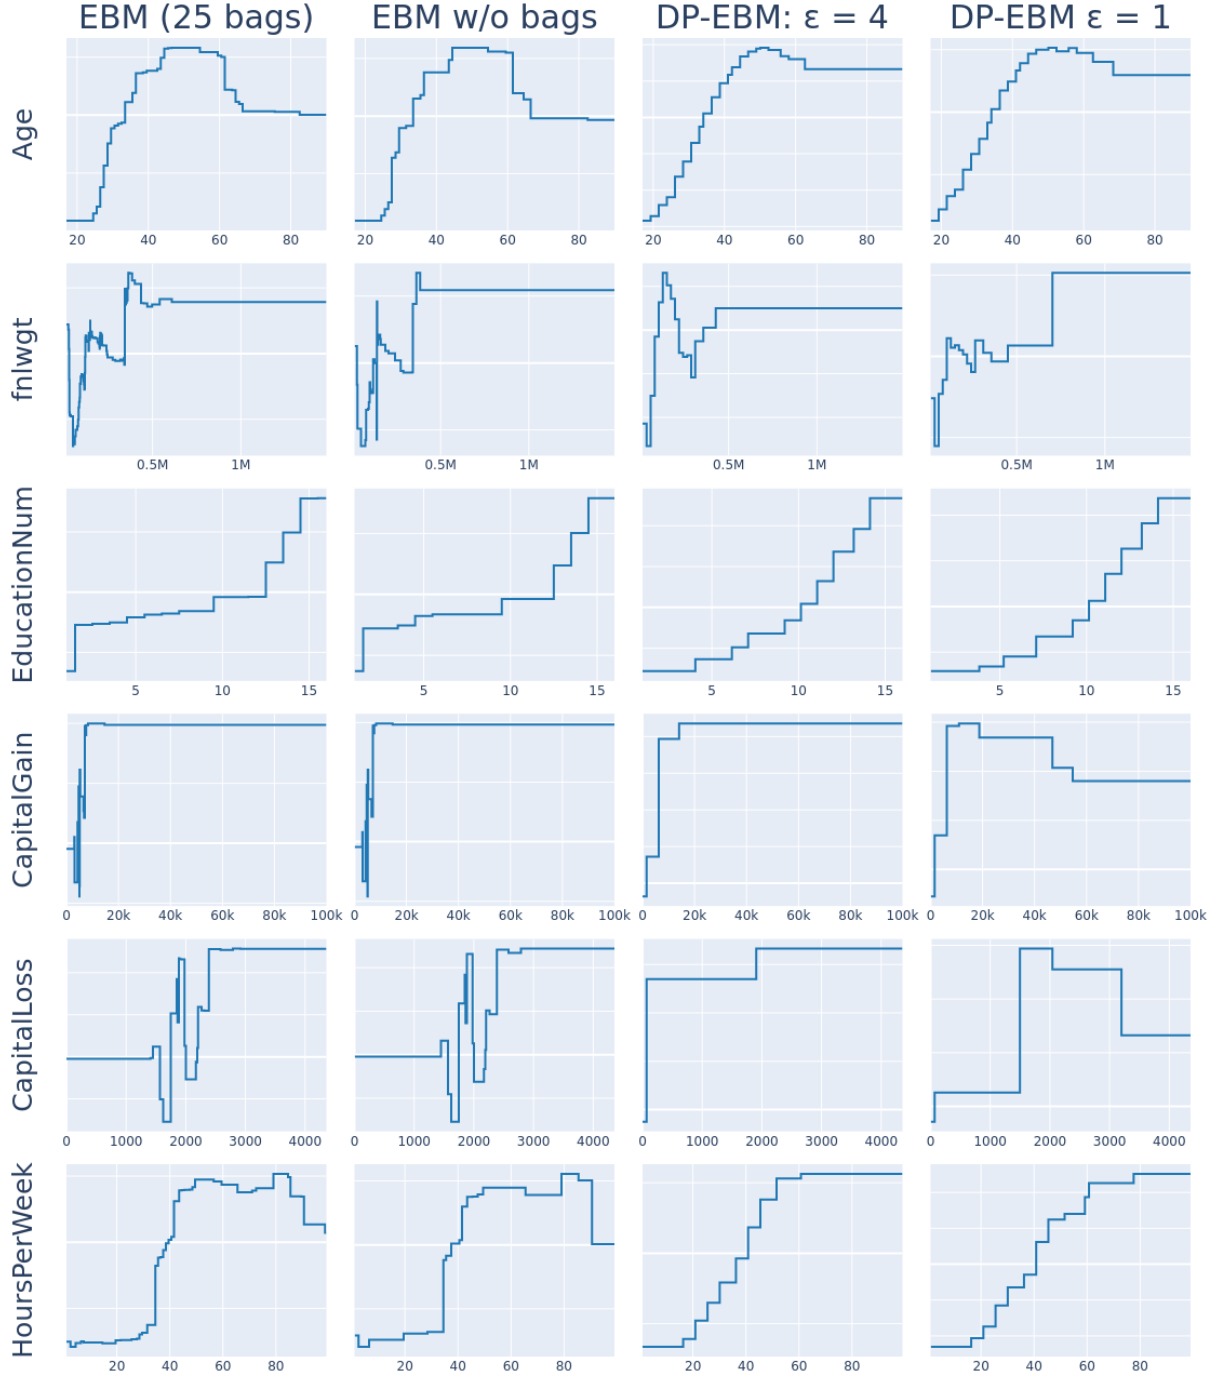 EBM (25 bags) EBM w/o bags DP-EBM: ε = 4 DP-EBM ε = 1
Age
20 40 60 80 20 40 60 80 20 40 60 80 20 40 60 80
fnlwgt
0.5M 1M 0.5M 1M 0.5M 1M 0.5M 1M
EducationNum
5 10 15 5 10 15 5 10 15 5 10 15
CapitalGain
0 20k 40k 60k 80k 100k 0 20k 40k 60k 80k 100k 0 20k 40k 60k 80k 100k 0 20k 40k 60k 80k 100k
CapitalLoss
0 1000 2000 3000 4000 0 1000 2000 3000 4000 0 1000 2000 3000 4000 0 1000 2000 3000 4000
HoursPerWeek
20 40 60 80 20 40 60 80 20 40 60 80 20 40 60 80